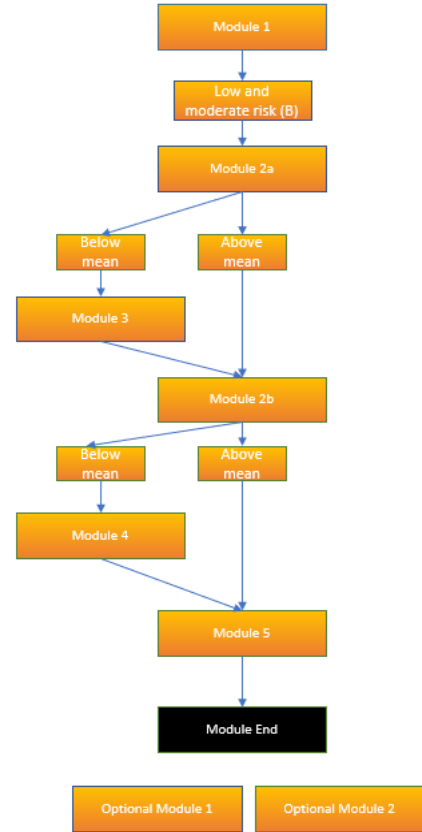 Module 1
Low and
moderate risk (B)
Module 2a
Below
mean
Above
mean
Module 3
Module 2b
Below
mean
Above
mean
Module 4
Module 5
Module End
Optional Module 1
Optional Module 2